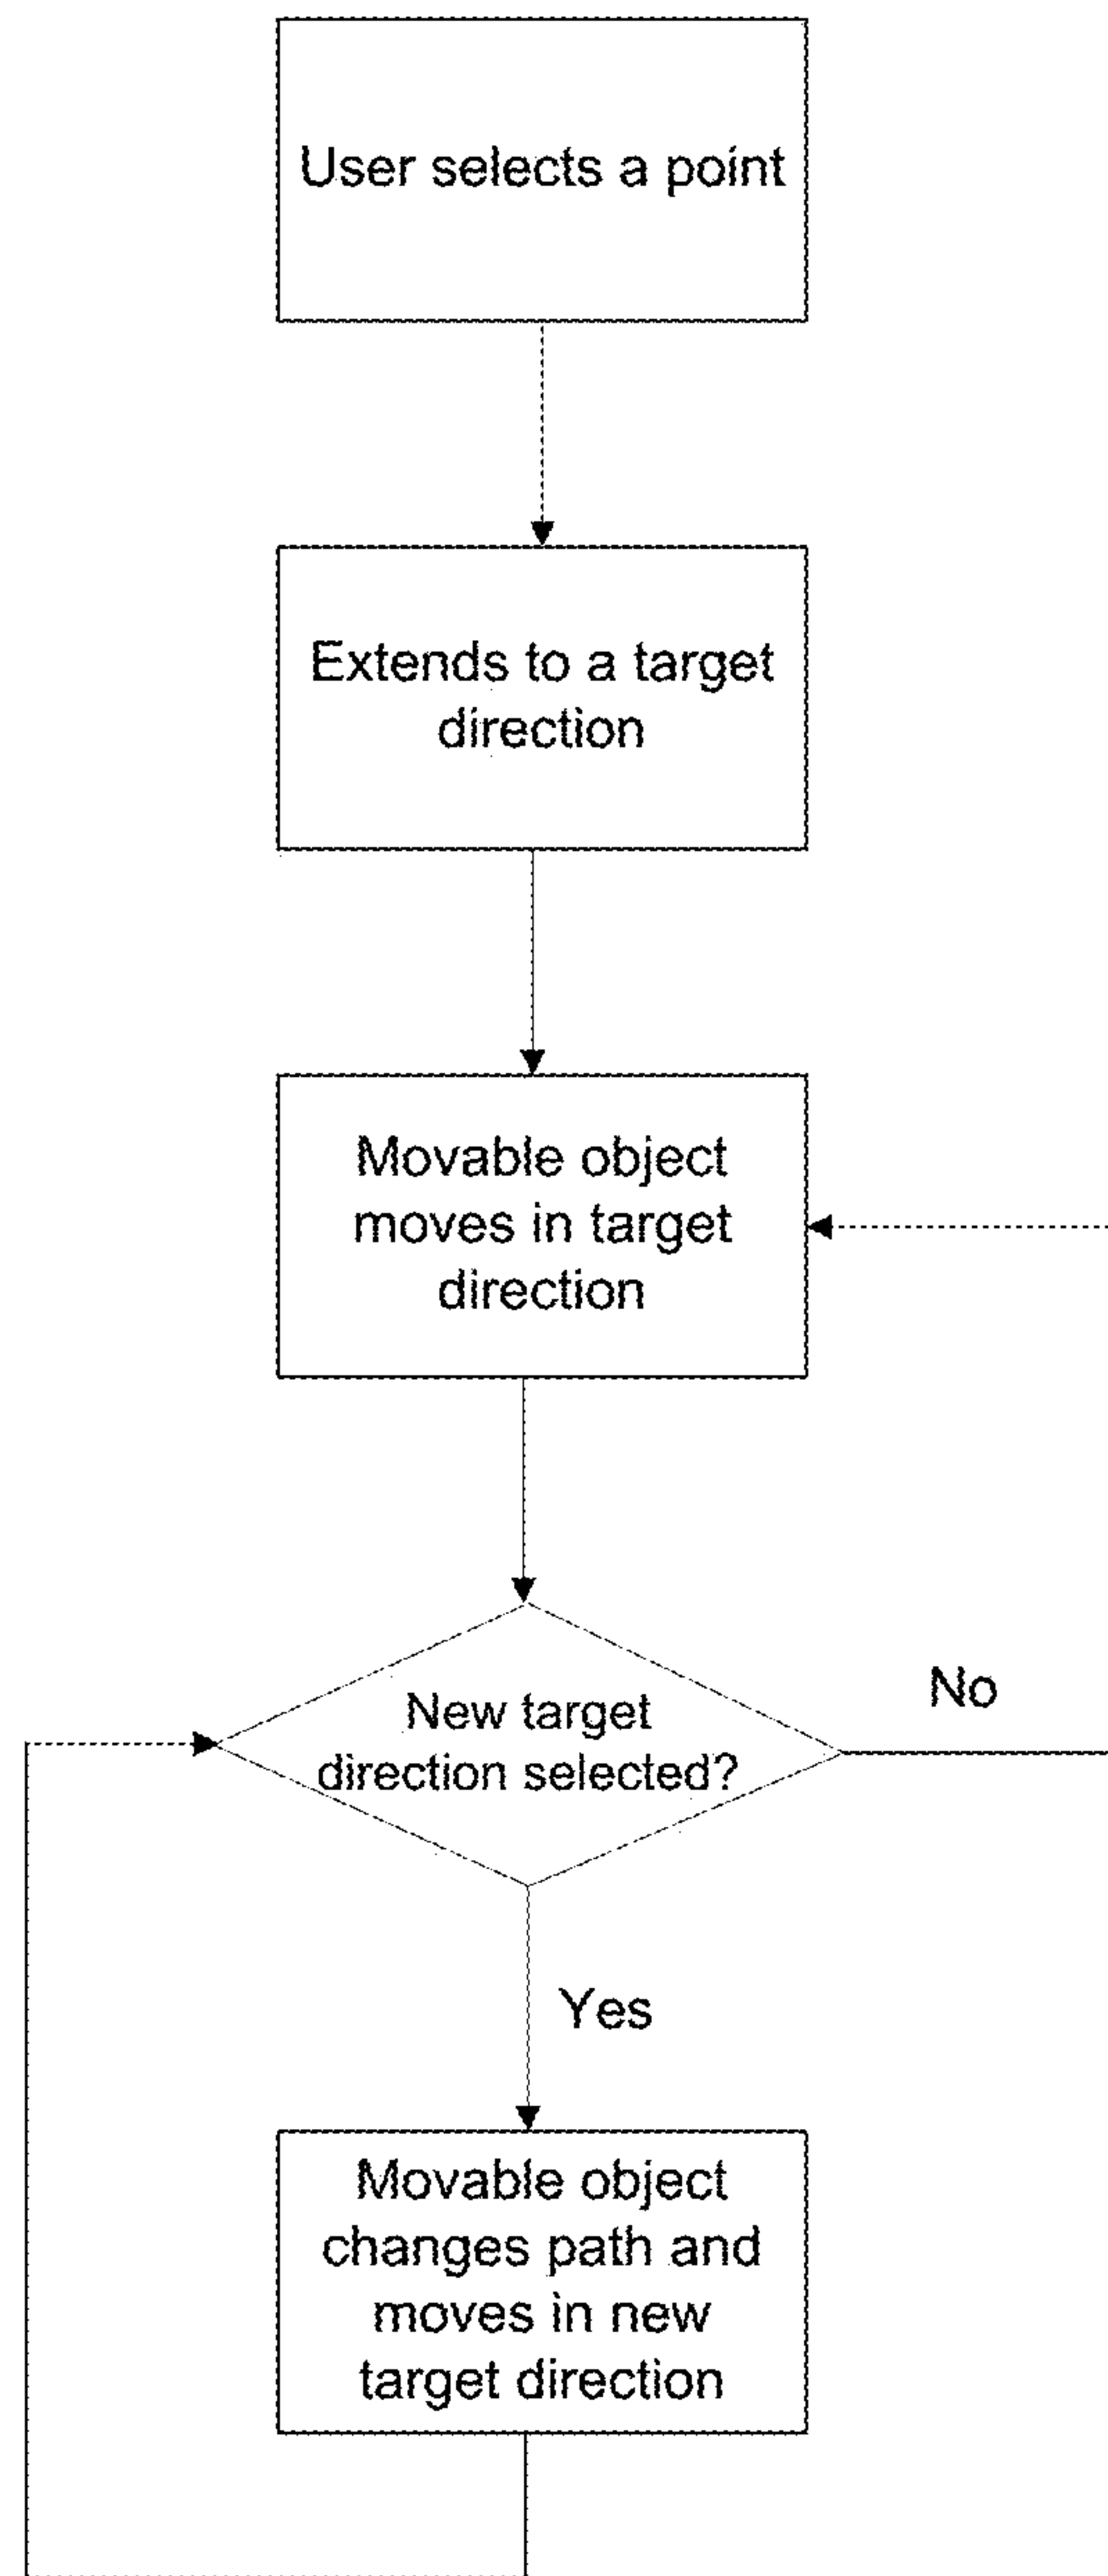 User selects a point
Extends to a target
direction
Movable object
moves in target
direction
New target
direction selected?
No
Yes
Movable object
changes path and
moves in new
target direction